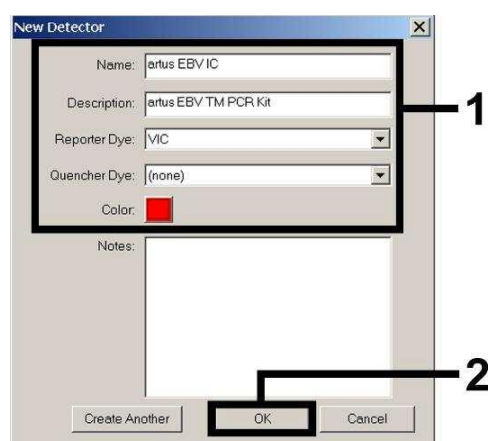 New Detector
Name: artus EBV IC
Description: artus EBV TM PCR Kit
1
Reporter Dye: VIC
Quencher Dye: (none)
Color:
Notes:
2
Create Another OK Cancel